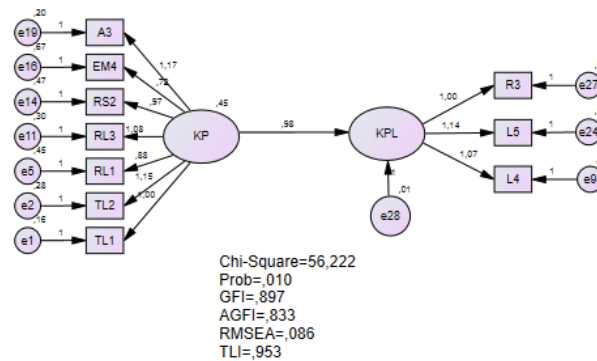 ,20
e19 1 A3
,67
e16 1 EM4
,47
e14 1 RS2
,30
e11 1 RL3
,45
e5 1 RL1
,28
e2 1 TL2
,16
e1 1 TL1
1,17
,72
,97
1,08
,88
1,15
1,00
,45
KP
,98
KPL
1
,01
e28
1,00
1,14
1,07
R3 1 e27
1 e24
L4 1 e9
Chi-Square=56,222
Prob=,010
GFI=,897
AGFI=,833
RMSEA=,086
TLI=,953